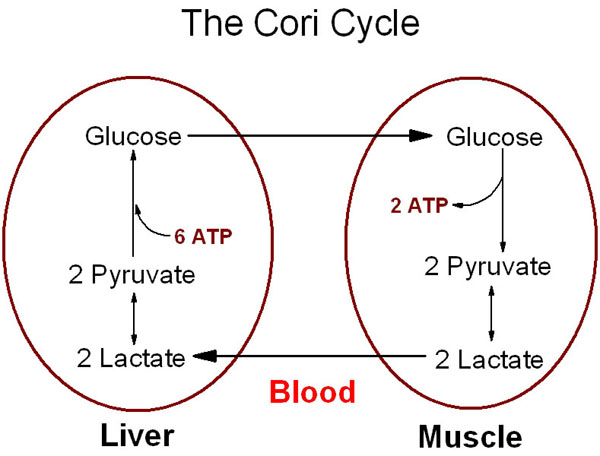 The Cori Cycle
Glucose
Glucose
2 ATP
6 ATP
2 Pyruvate
2 Pyruvate
2 Lactate
2 Lactate
Blood
Liver
Muscle